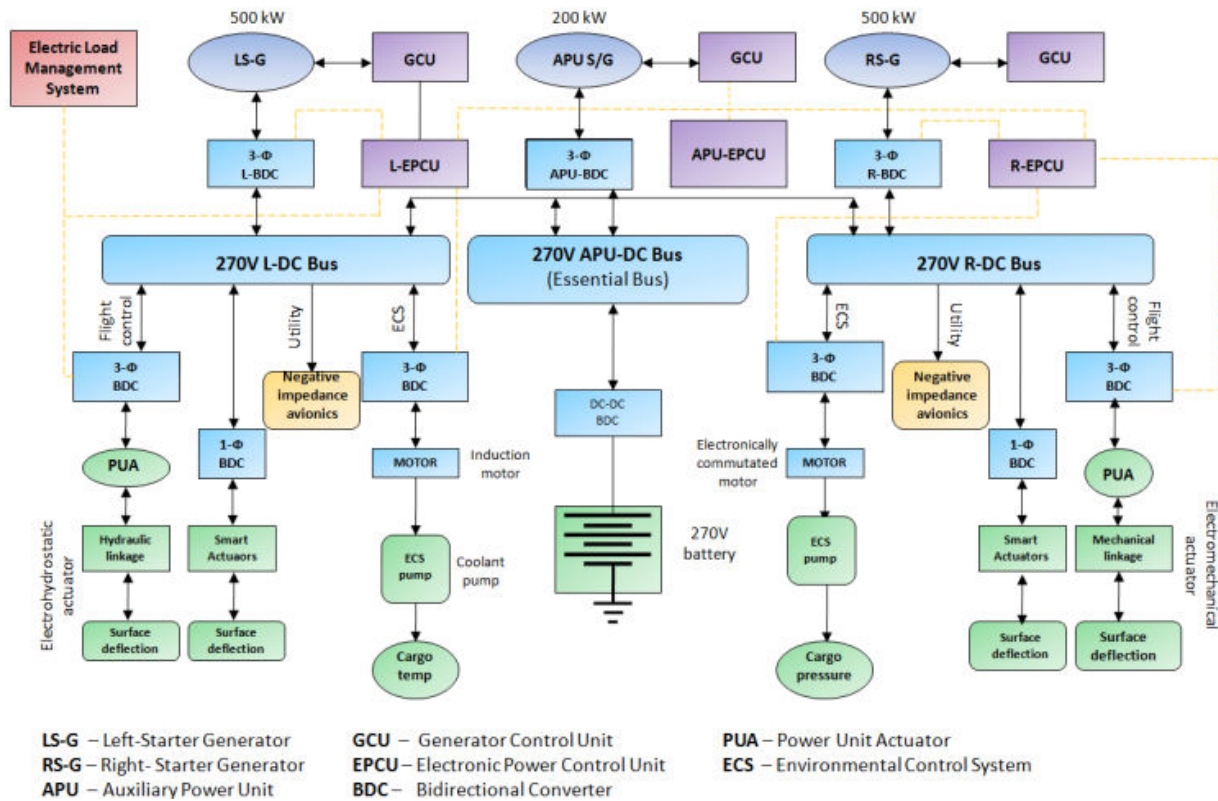 500 kW
200 kW
500 kW
Electric Load
Management
System
LS-G
GCU
APU S/G
GCU
RS-G
GCU
3-Φ
L-BDC
L-EPCU
3-Φ
APU-BDC
APU-EPCU
3-Φ
R-BDC
R-EPCU
270V L-DC Bus
270V APU-DC Bus
(Essential Bus)
270V R-DC Bus
Flight
control
Utility
ECS
ECS
Utility
Flight
control
3-Φ
BDC
Negative
impedance
avionics
3-Φ
BDC
DC-DC
BDC
3-Φ
BDC
Negative
impedance
avionics
3-Φ
BDC
PUA
1-Φ
BDC
MOTOR
Induction
motor
Electronically
commutated
motor
MOTOR
1-Φ
BDC
PUA
Electrohydrostatic
actuator
Hydraulic
linkage
Smart
Actuaors
ECS
pump
Coolant
pump
270V
battery
ECS
pump
Smart
Actuators
Mechanical
linkage
Electromechanical
actuator
Surface
deflection
Surface
deflection
Cargo
temp
Cargo
pressure
Surface
deflection
Surface
deflection
LS-G – Left-Starter Generator
GCU – Generator Control Unit
PUA – Power Unit Actuator
RS-G – Right- Starter Generator
EPCU – Electronic Power Control Unit
ECS – Environmental Control System
APU – Auxiliary Power Unit
BDC – Bidirectional Converter